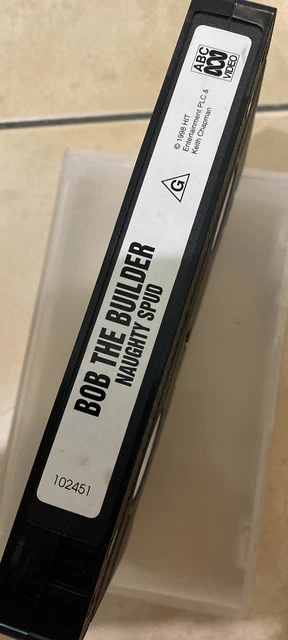 BOB THE BUILDER
NAUGHTY SPUD
102451
G
© 1998 HIT
Entertainment PLC &
Keith Chapman
ABC
VIDEO